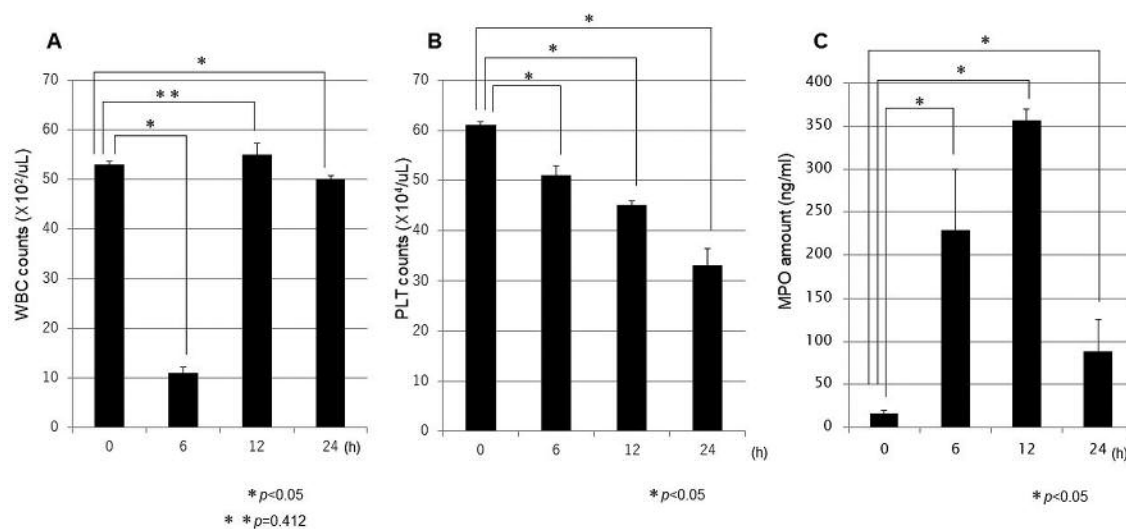 A
WBC counts (X10²/uL)
70
60
50
40
30
20
10
0
0 6 12 24 (h)
*
**
*
* p<0.05
* * p=0.412
B
PLT counts (X10⁴/uL)
70
60
50
40
30
20
10
0
0 6 12 24 (h)
*
*
*
* p<0.05
C
MPO amount (ng/ml)
400
350
300
250
200
150
100
50
0
0 6 12 24 (h)
*
*
*
* p<0.05